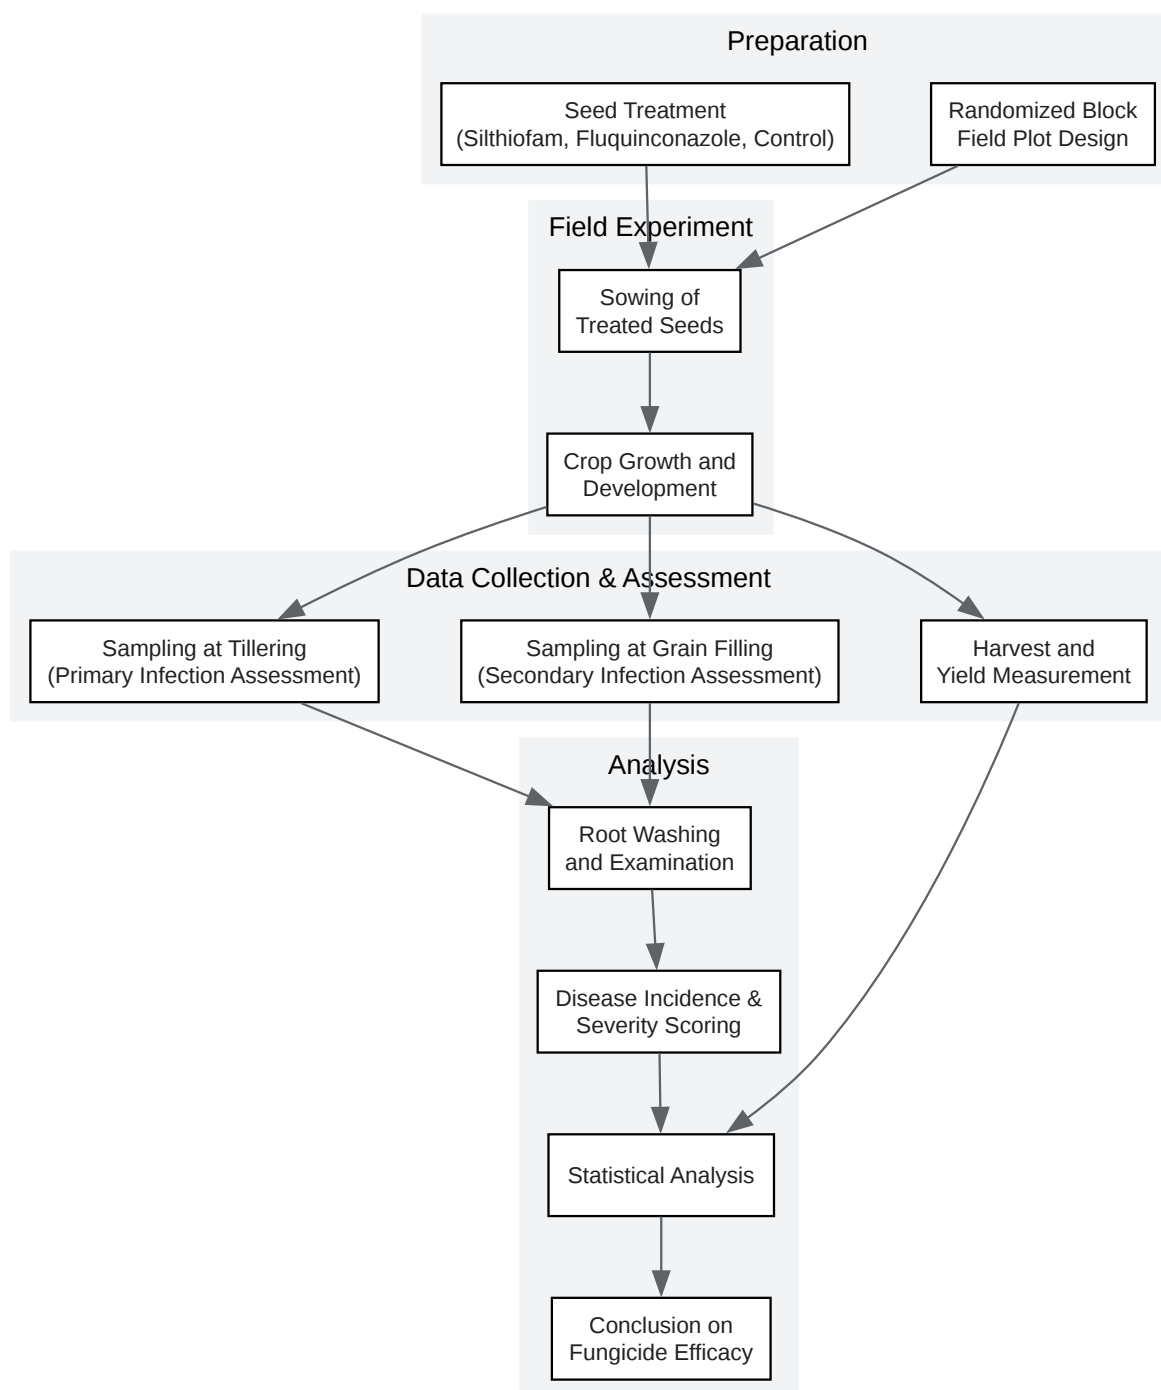 Preparation
Seed Treatment
(Silthiofam, Fluquinconazole, Control)
Randomized Block
Field Plot Design
Field Experiment
Sowing of
Treated Seeds
Crop Growth and
Development
Data Collection & Assessment
Sampling at Tillering
(Primary Infection Assessment)
Sampling at Grain Filling
(Secondary Infection Assessment)
Harvest and
Yield Measurement
Analysis
Root Washing
and Examination
Disease Incidence &
Severity Scoring
Statistical Analysis
Conclusion on
Fungicide Efficacy